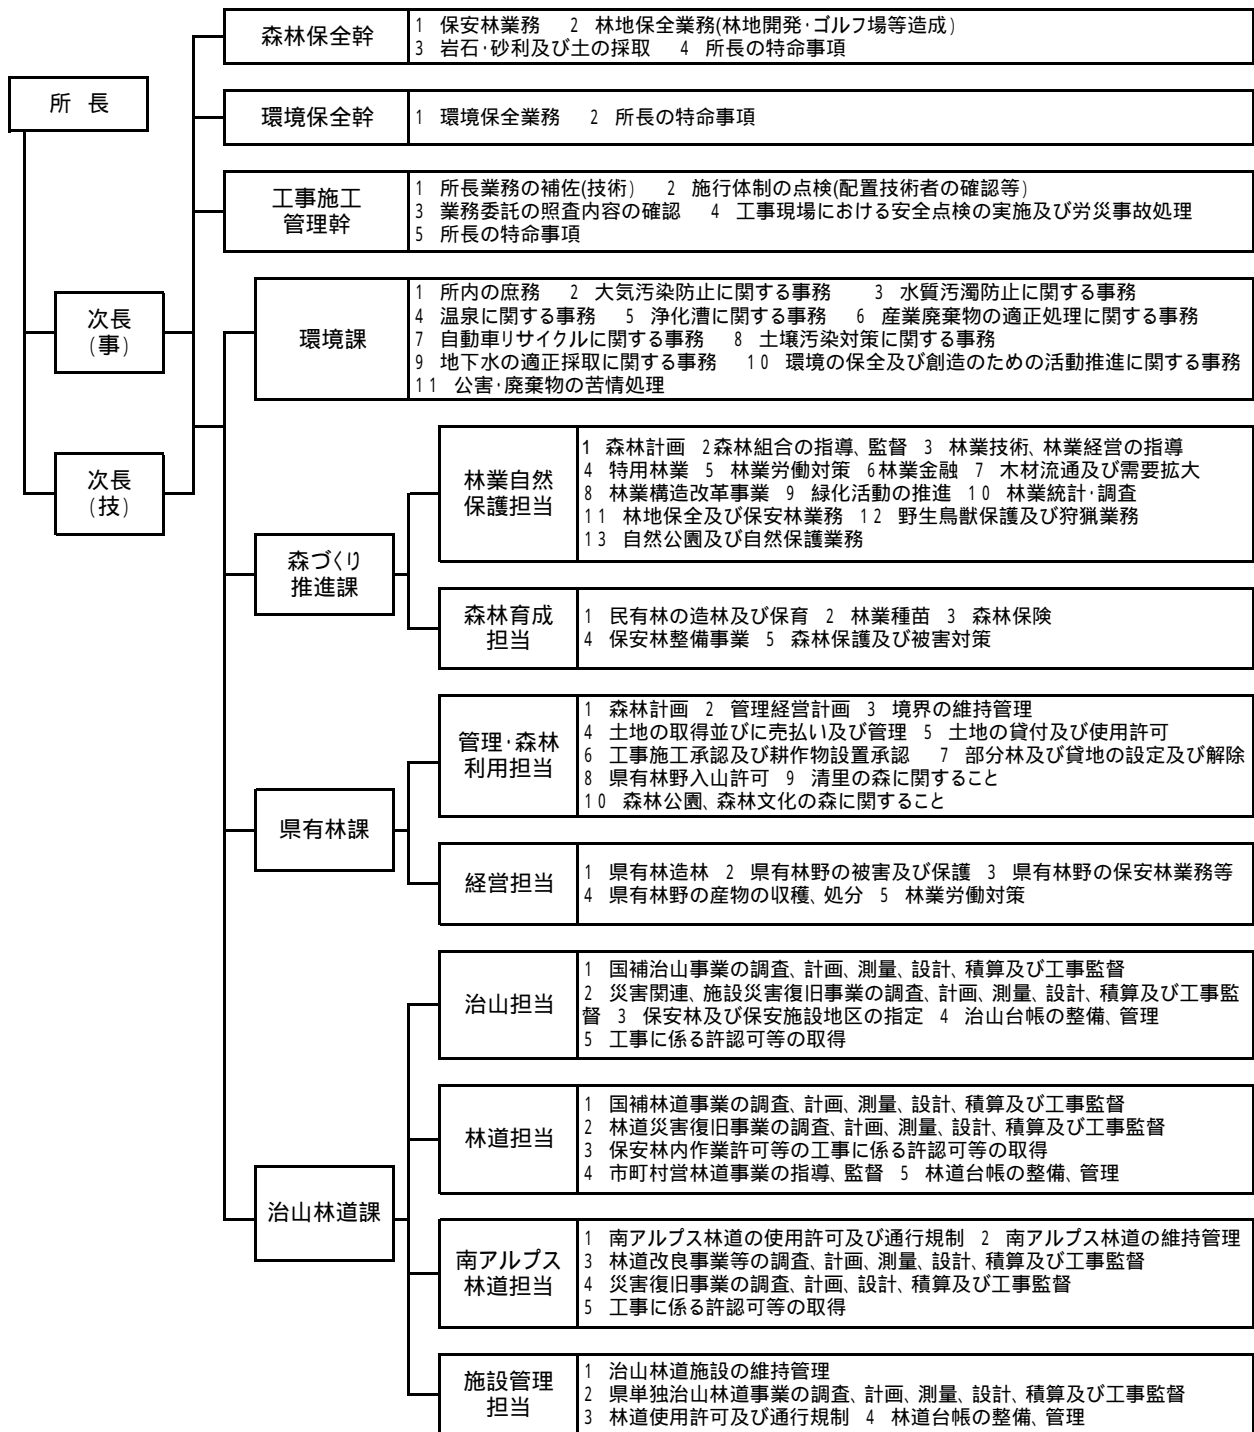 森林保全幹
1 保安林業務 2 林地保全業務(林地開発・ゴルフ場等造成)
3 岩石・砂利及び土の採取 4 所長の特命事項
所 長
環境保全幹
1 環境保全業務 2 所長の特命事項
工事施工
管理幹
1 所長業務の補佐(技術) 2 施行体制の点検(配置技術者の確認等)
3 業務委託の照査内容の確認 4 工事現場における安全点検の実施及び労災事故処理
5 所長の特命事項
次長
(事)
環境課
1 所内の庶務 2 大気汚染防止に関する事務 3 水質汚濁防止に関する事務
4 温泉に関する事務 5 浄化漕に関する事務 6 産業廃棄物の適正処理に関する事務
7 自動車リサイクルに関する事務 8 土壌汚染対策に関する事務
9 地下水の適正採取に関する事務 10 環境の保全及び創造のための活動推進に関する事務
11 公害・廃棄物の苦情処理
次長
(技)
森づくり
推進課
林業自然
保護担当
1 森林計画 2森林組合の指導、監督 3 林業技術、林業経営の指導
4 特用林業 5 林業労働対策 6林業金融 7 木材流通及び需要拡大
8 林業構造改革事業 9 緑化活動の推進 10 林業統計・調査
11 林地保全及び保安林業務 12 野生鳥獣保護及び狩猟業務
13 自然公園及び自然保護業務
森林育成
担当
1 民有林の造林及び保育 2 林業種苗 3 森林保険
4 保安林整備事業 5 森林保護及び被害対策
県有林課
管理・森林
利用担当
1 森林計画 2 管理経営計画 3 境界の維持管理
4 土地の取得並びに売払い及び管理 5 土地の貸付及び使用許可
6 工事施工承認及び耕作物設置承認 7 部分林及び貸地の設定及び解除
8 県有林野入山許可 9 清里の森に関すること
10 森林公園、森林文化の森に関すること
経営担当
1 県有林造林 2 県有林野の被害及び保護 3 県有林野の保安林業務等
4 県有林野の産物の収穫、処分 5 林業労働対策
治山林道課
治山担当
1 国補治山事業の調査、計画、測量、設計、積算及び工事監督
2 災害関連、施設災害復旧事業の調査、計画、測量、設計、積算及び工事監
督 3 保安林及び保安施設地区の指定 4 治山台帳の整備、管理
5 工事に係る許認可等の取得
林道担当
1 国補林道事業の調査、計画、測量、設計、積算及び工事監督
2 林道災害復旧事業の調査、計画、測量、設計、積算及び工事監督
3 保安林内作業許可等の工事に係る許認可等の取得
4 市町村営林道事業の指導、監督 5 林道台帳の整備、管理
南アルプス
林道担当
1 南アルプス林道の使用許可及び通行規制 2 南アルプス林道の維持管理
3 林道改良事業等の調査、計画、測量、設計、積算及び工事監督
4 災害復旧事業の調査、計画、設計、積算及び工事監督
5 工事に係る許認可等の取得
施設管理
担当
1 治山林道施設の維持管理
2 県単独治山林道事業の調査、計画、測量、設計、積算及び工事監督
3 林道使用許可及び通行規制 4 林道台帳の整備、管理